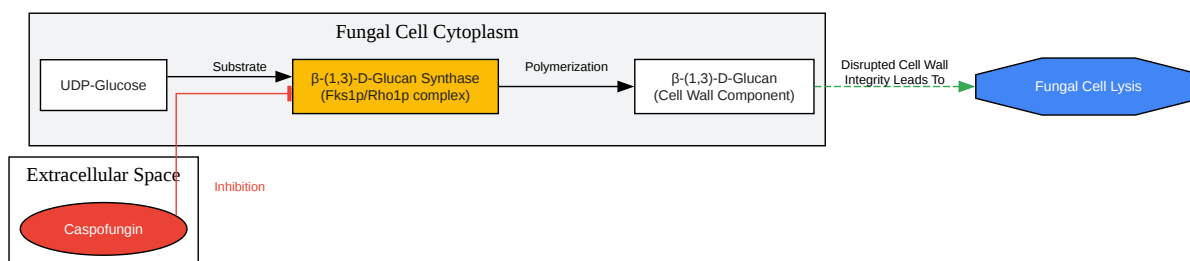 Fungal Cell Cytoplasm
UDP-Glucose
Substrate
β-(1,3)-D-Glucan Synthase
(Fks1p/Rho1p complex)
Polymerization
β-(1,3)-D-Glucan
(Cell Wall Component)
Disrupted Cell Wall
Integrity Leads To
Fungal Cell Lysis
Extracellular Space
Inhibition
Caspofungin